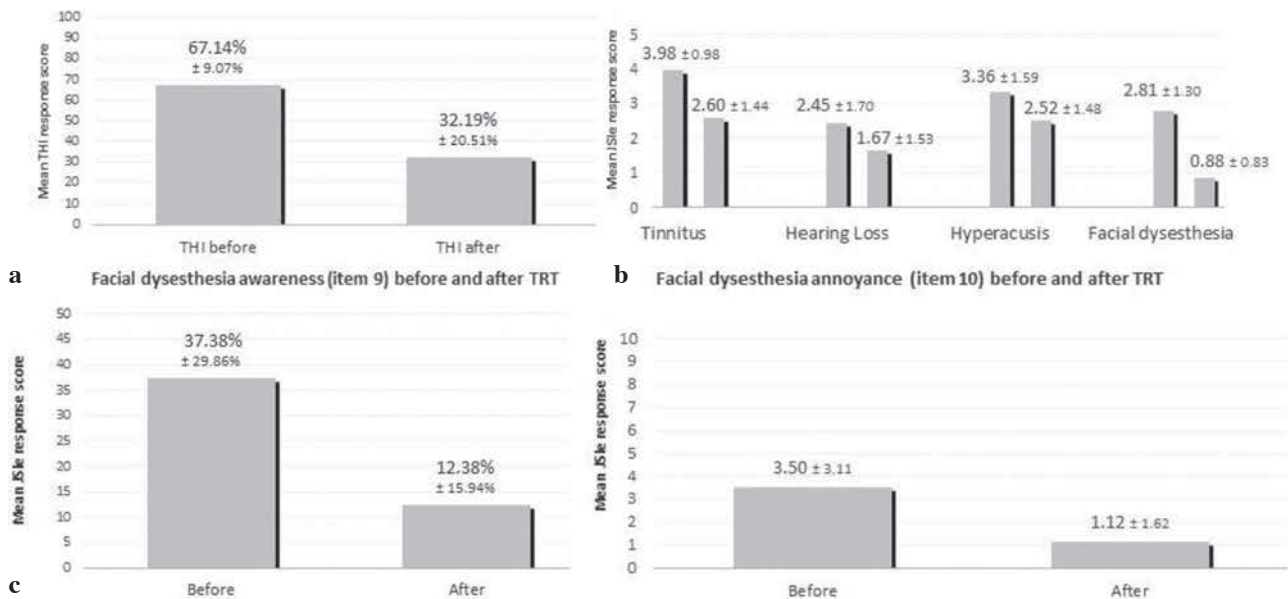 100
90
80
70
60
50
40
30
20
10
0
Mean THI response score
67.14%
± 9.07%
32.19%
± 20.51%
THI before
THI after
a
5
4
3
2
1
0
Mean JSIe response score
3.98 ± 0.98
2.60 ± 1.44
2.45 ± 1.70
1.67 ± 1.53
3.36 ± 1.59
2.52 ± 1.48
2.81 ± 1.30
0.88 ± 0.83
Tinnitus
Hearing Loss
Hyperacusis
Facial dysesthesia
b
Facial dysesthesia awareness (item 9) before and after TRT
50
45
40
35
30
25
20
15
10
5
0
Mean JSIe response score
37.38%
± 29.86%
12.38%
± 15.94%
Before
After
c
Facial dysesthesia annoyance (item 10) before and after TRT
10
9
8
7
6
5
4
3
2
1
0
Mean JSIe response score
3.50 ± 3.11
1.12 ± 1.62
Before
After